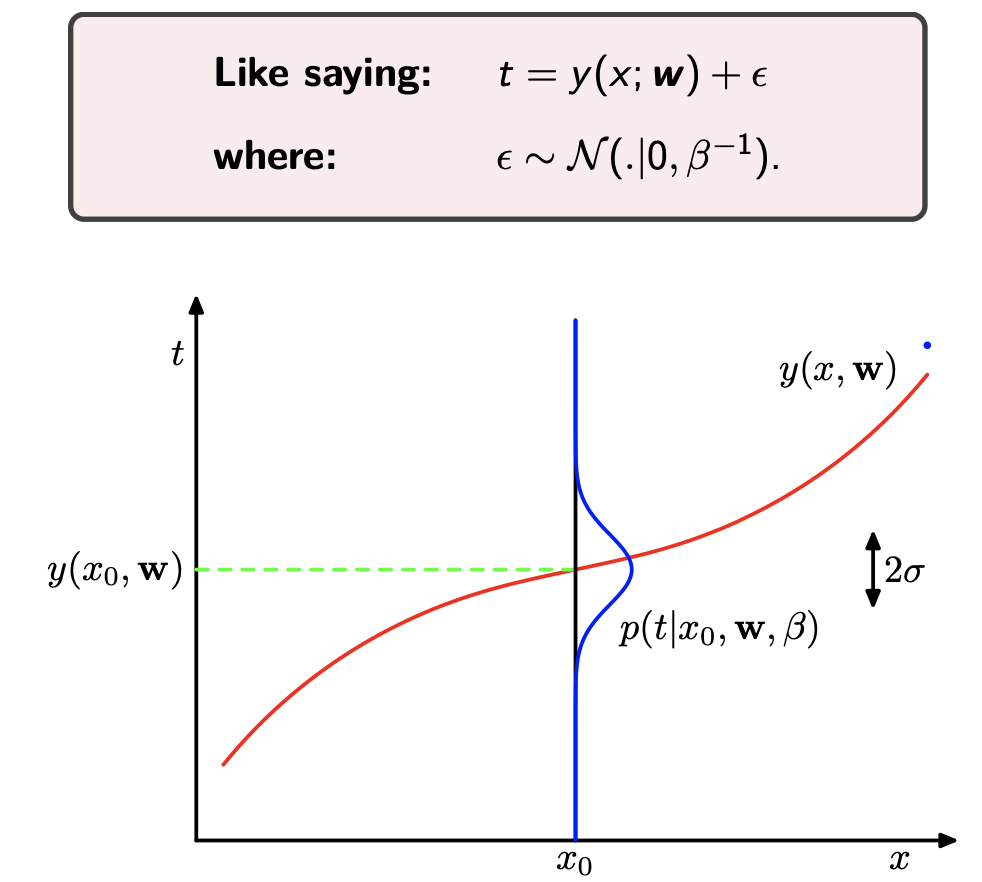 Like saying: t = y(x; w) + ϵ
where: ϵ ∼ 𝒩(.|0, β⁻¹).
t
y(x, w)
y(x₀, w)
2σ
p(t|x₀, w, β)
x₀
x